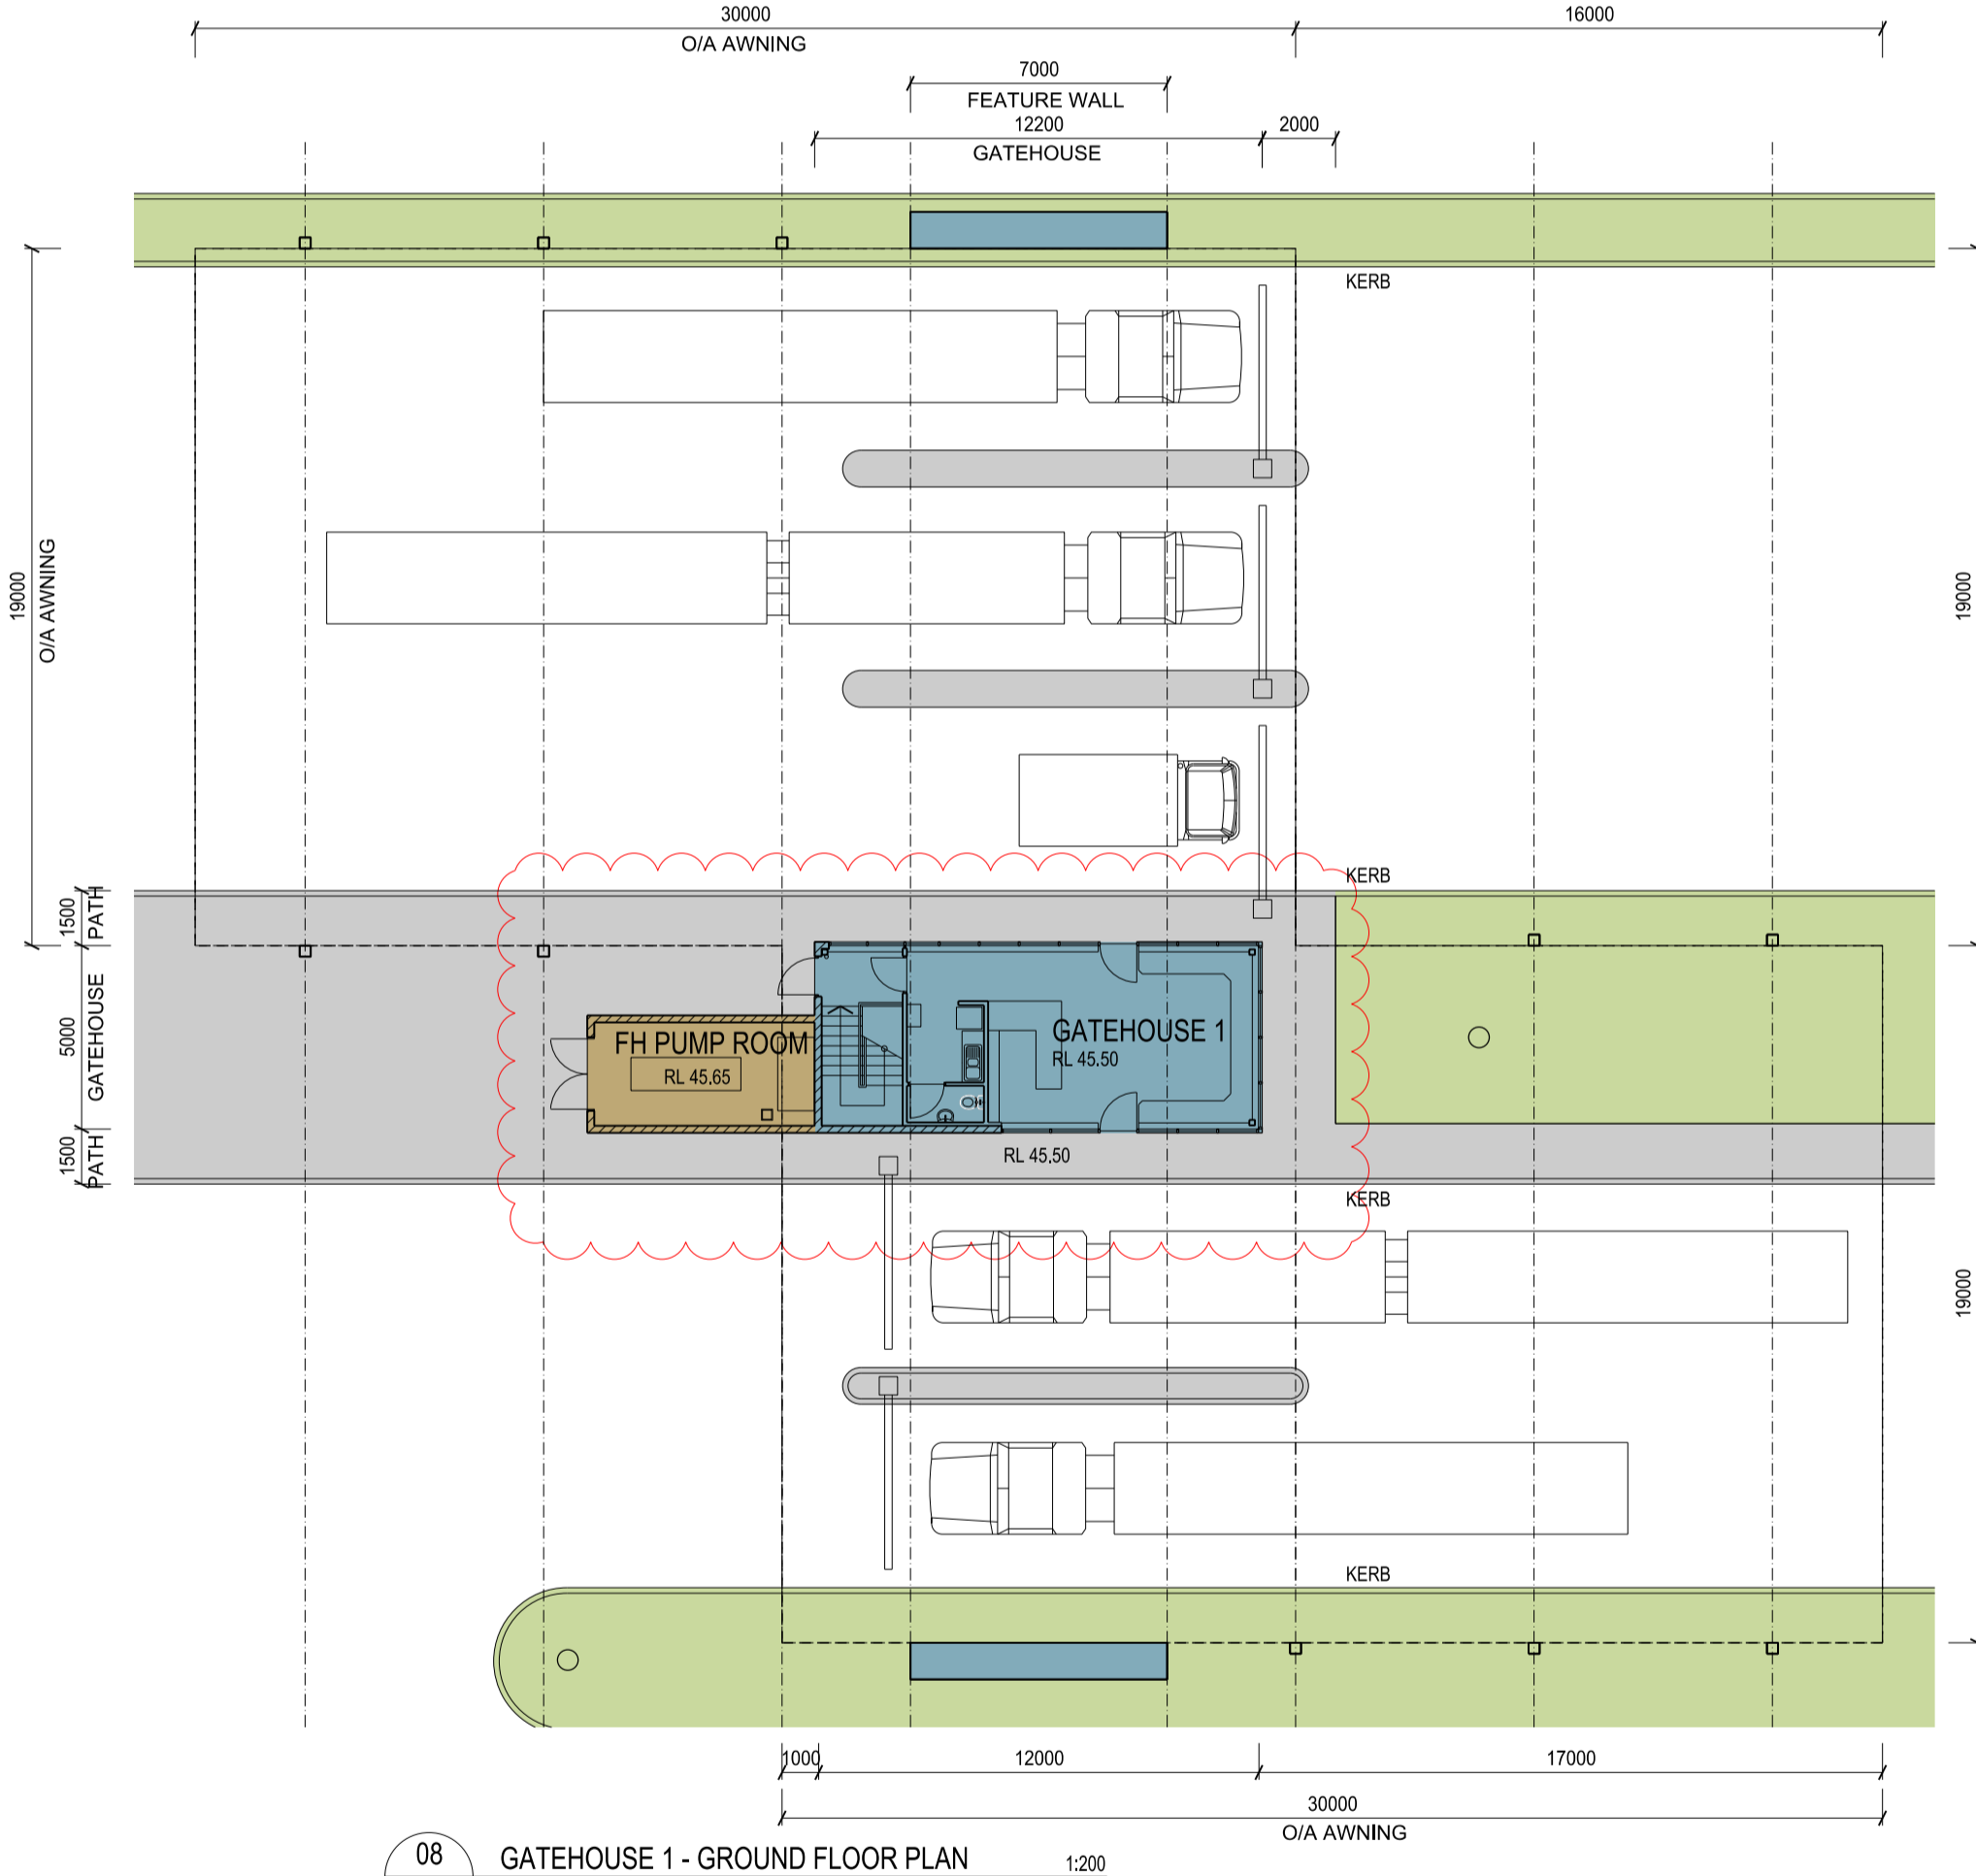 30000
16000
O/A AWNING
7000
FEATURE WALL
12200
2000
GATEHOUSE
KERB
19000
O/A AWNING
19000
KERB
1500
PATH
5000
GATEHOUSE
1500
PATH
FH PUMP ROOM
RL 45.65
GATEHOUSE 1
RL 45.50
RL 45.50
KERB
19000
KERB
1000
12000
17000
30000
O/A AWNING
08
GATEHOUSE 1 - GROUND FLOOR PLAN
1:200